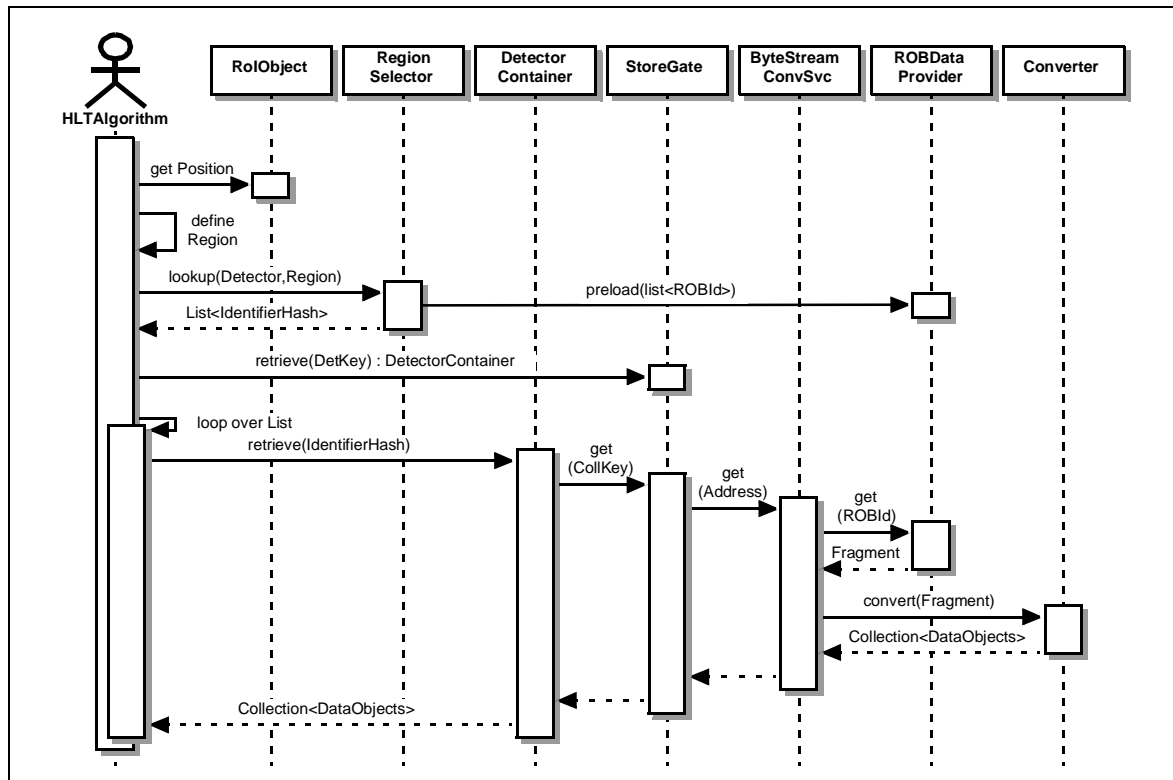 RoIObject
Region
Selector
Detector
Container
StoreGate
ByteStream
ConvSvc
ROBData
Provider
Converter
HLTAlgorithm
get Position
define
Region
lookup(Detector,Region)
preload(list<ROBId>)
List<IdentifierHash>
retrieve(DetKey) : DetectorContainer
loop over List
retrieve(IdentifierHash)
get
(CollKey)
get
(Address)
get
(ROBId)
Fragment
convert(Fragment)
Collection<DataObjects>
Collection<DataObjects>